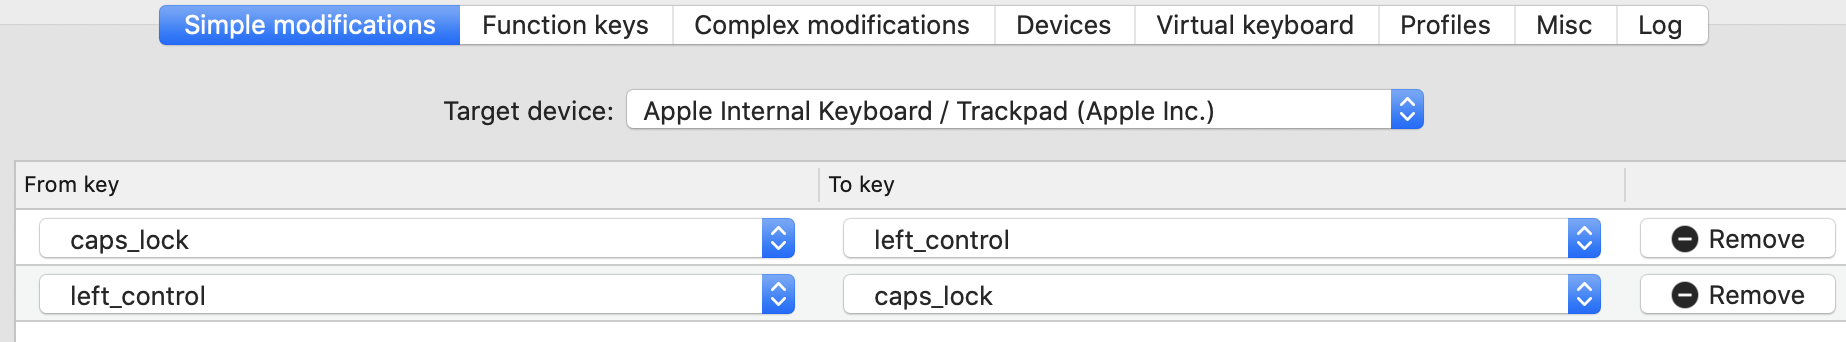 Simple modifications Function keys Complex modifications Devices Virtual keyboard Profiles Misc Log
Target device: Apple Internal Keyboard / Trackpad (Apple Inc.)
From key To key
caps_lock left_control Remove
left_control caps_lock Remove